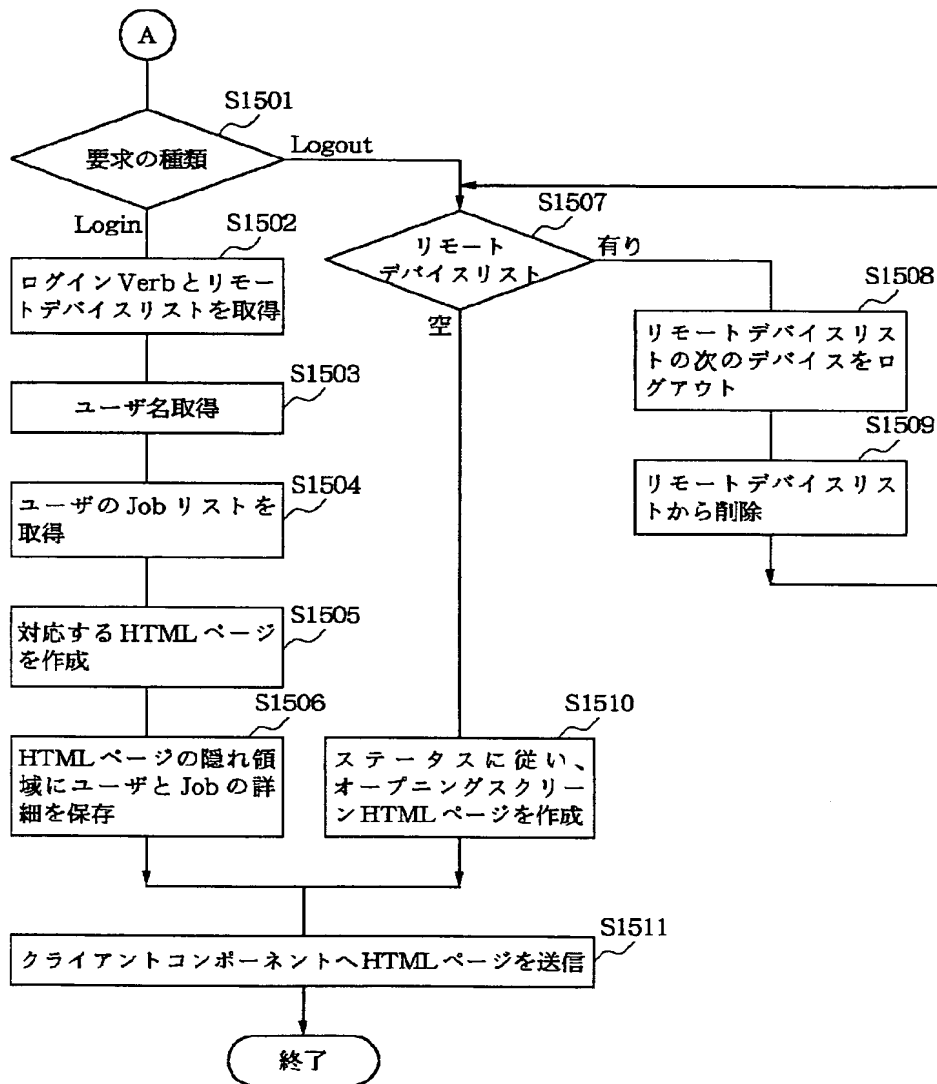 A
S1501
要求の種類
Logout
Login
S1502
ログインVerbとリモー
トデバイスリストを取得
S1503
ユーザ名取得
S1504
ユーザのJobリストを
取得
S1505
対応するHTMLページ
を作成
S1506
HTMLページの隠れ領
域にユーザとJobの詳
細を保存
S1507
リモート
デバイスリスト
有り
空
S1508
リモートデバイスリス
トの次のデバイスをロ
グアウト
S1509
リモートデバイスリス
トから削除
S1510
ステータスに従い、
オープニングスクリー
ンHTMLページを作成
S1511
クライアントコンポーネントへHTMLページを送信
終了